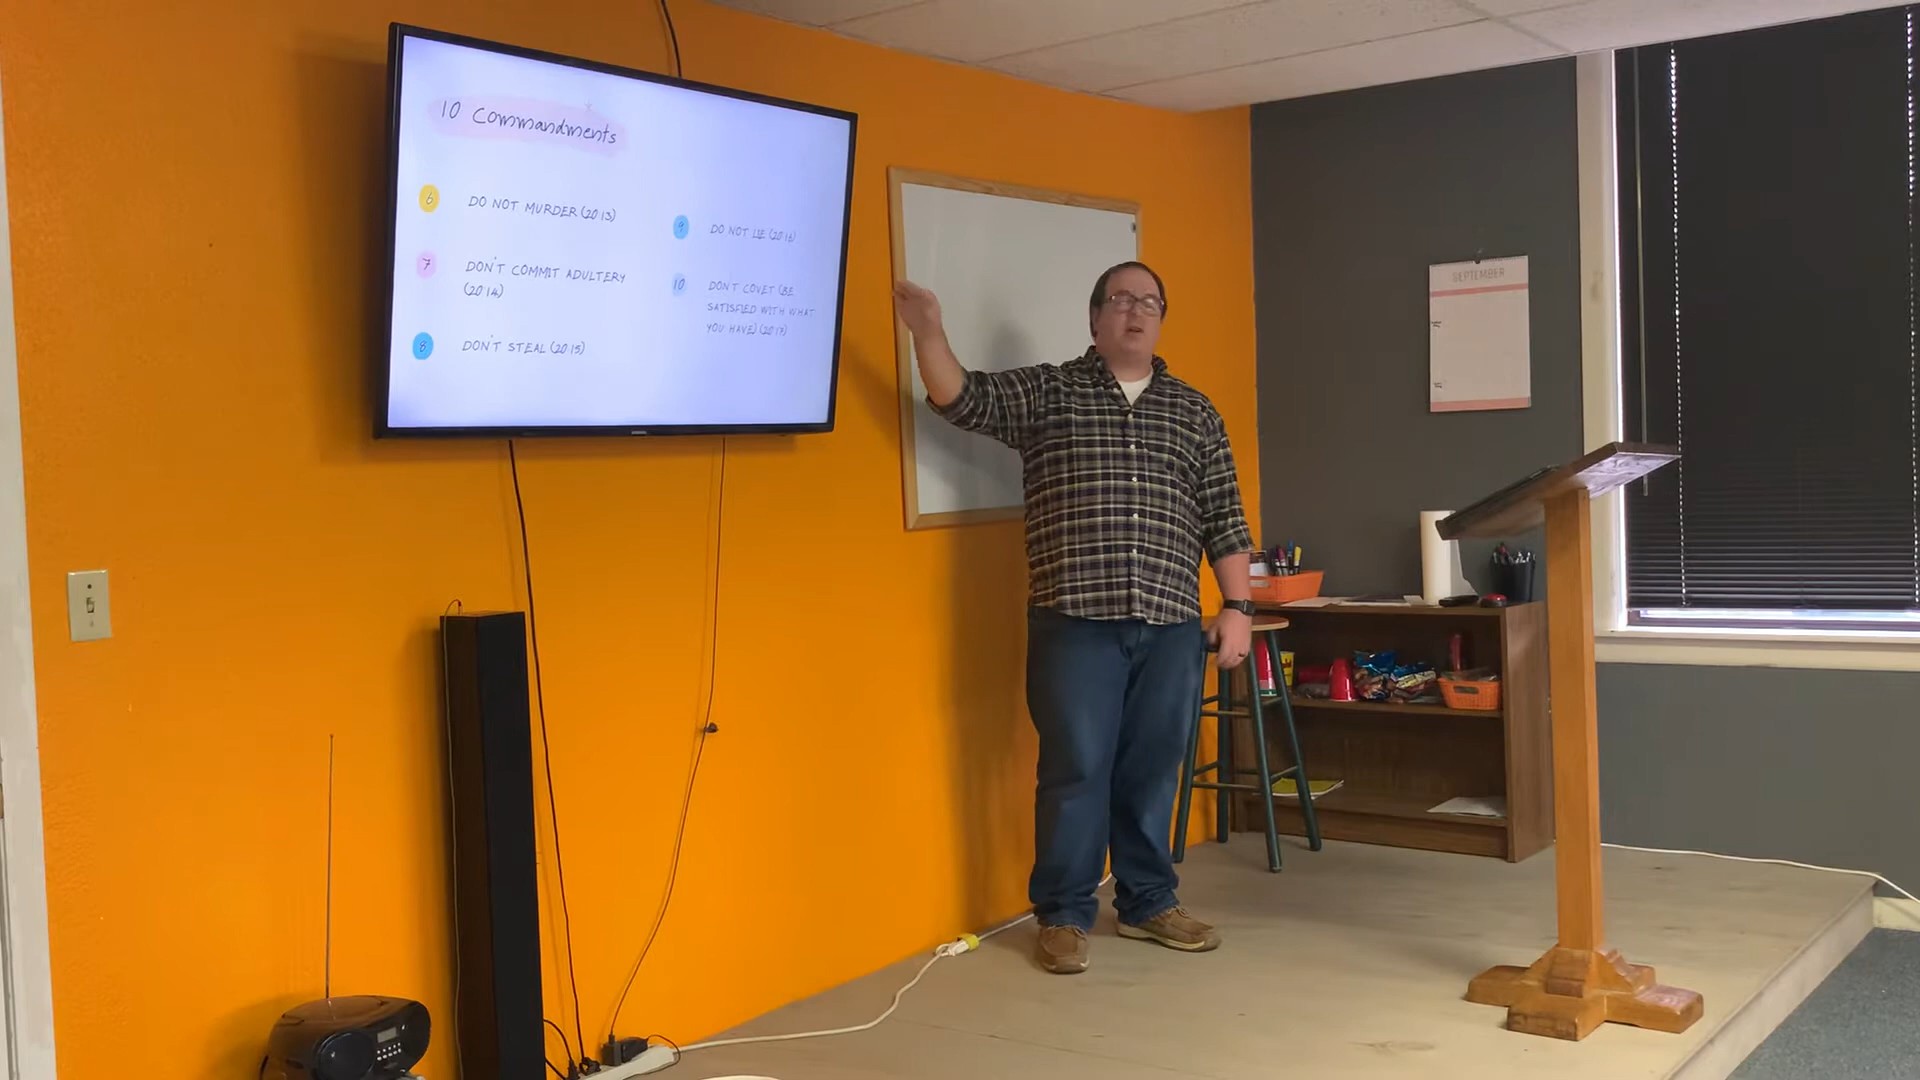 10 Commandments
6
DO NOT MURDER (20 13)
7
DON'T COMMIT ADULTERY
(20 14)
8
DON'T STEAL (20 15)
9
DO NOT LIE (20 16)
10
DON'T COVET (BE
SATISFIED WITH WHAT
YOU HAVE) (20 17)
SEPTEMBER